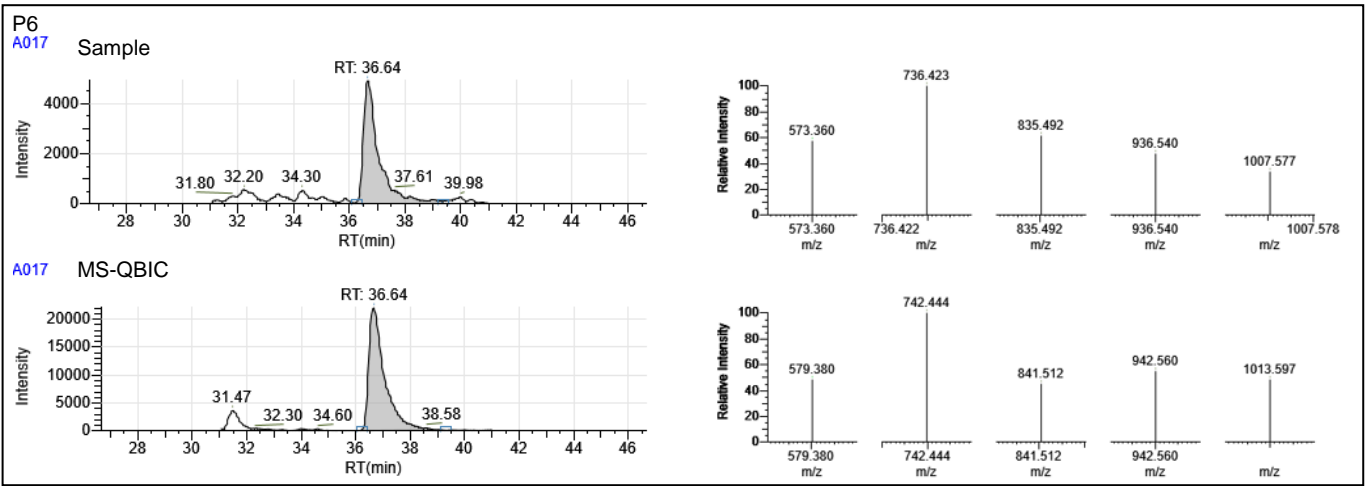 P6
A017
Sample
RT: 36.64
4000
2000
0
31.80
32.20
34.30
37.61
39.98
28 30 32 34 36 38 40 42 44 46
Intensity
RT(min)
Relative Intensity
100
80
60
40
20
0
573.360
736.423
835.492
936.540
1007.577
573.360
736.422
835.492
936.540
1007.578
m/z m/z m/z m/z m/z
A017
MS-QBIC
RT: 36.64
20000
15000
10000
5000
0
31.47
32.30
34.60
38.58
28 30 32 34 36 38 40 42 44 46
Intensity
RT(min)
Relative Intensity
100
80
60
40
20
0
579.380
742.444
841.512
942.560
1013.597
579.380
742.444
841.512
942.560
m/z m/z m/z m/z m/z